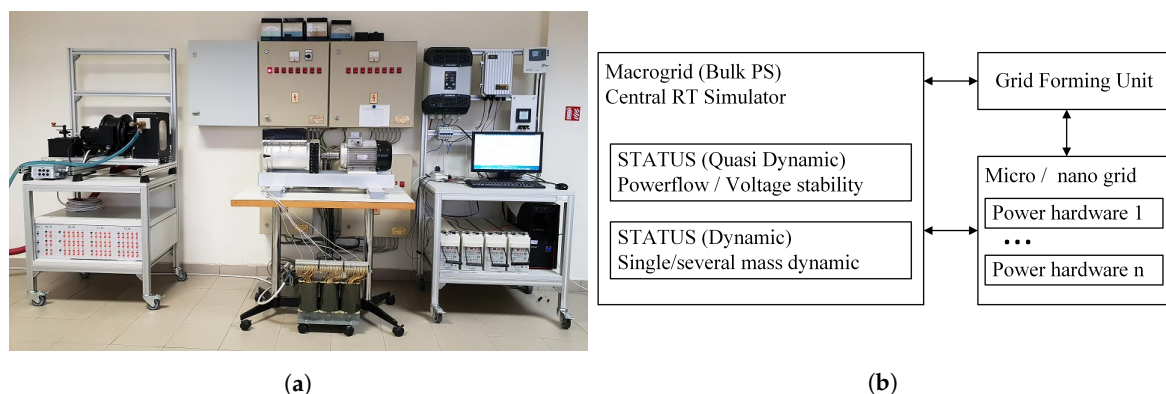 Macrogrid (Bulk PS)
Central RT Simulator
STATUS (Quasi Dynamic)
Powerflow / Voltage stability
STATUS (Dynamic)
Single/several mass dynamic
Grid Forming Unit
Micro / nano grid
Power hardware 1
...
Power hardware n
(a)
(b)